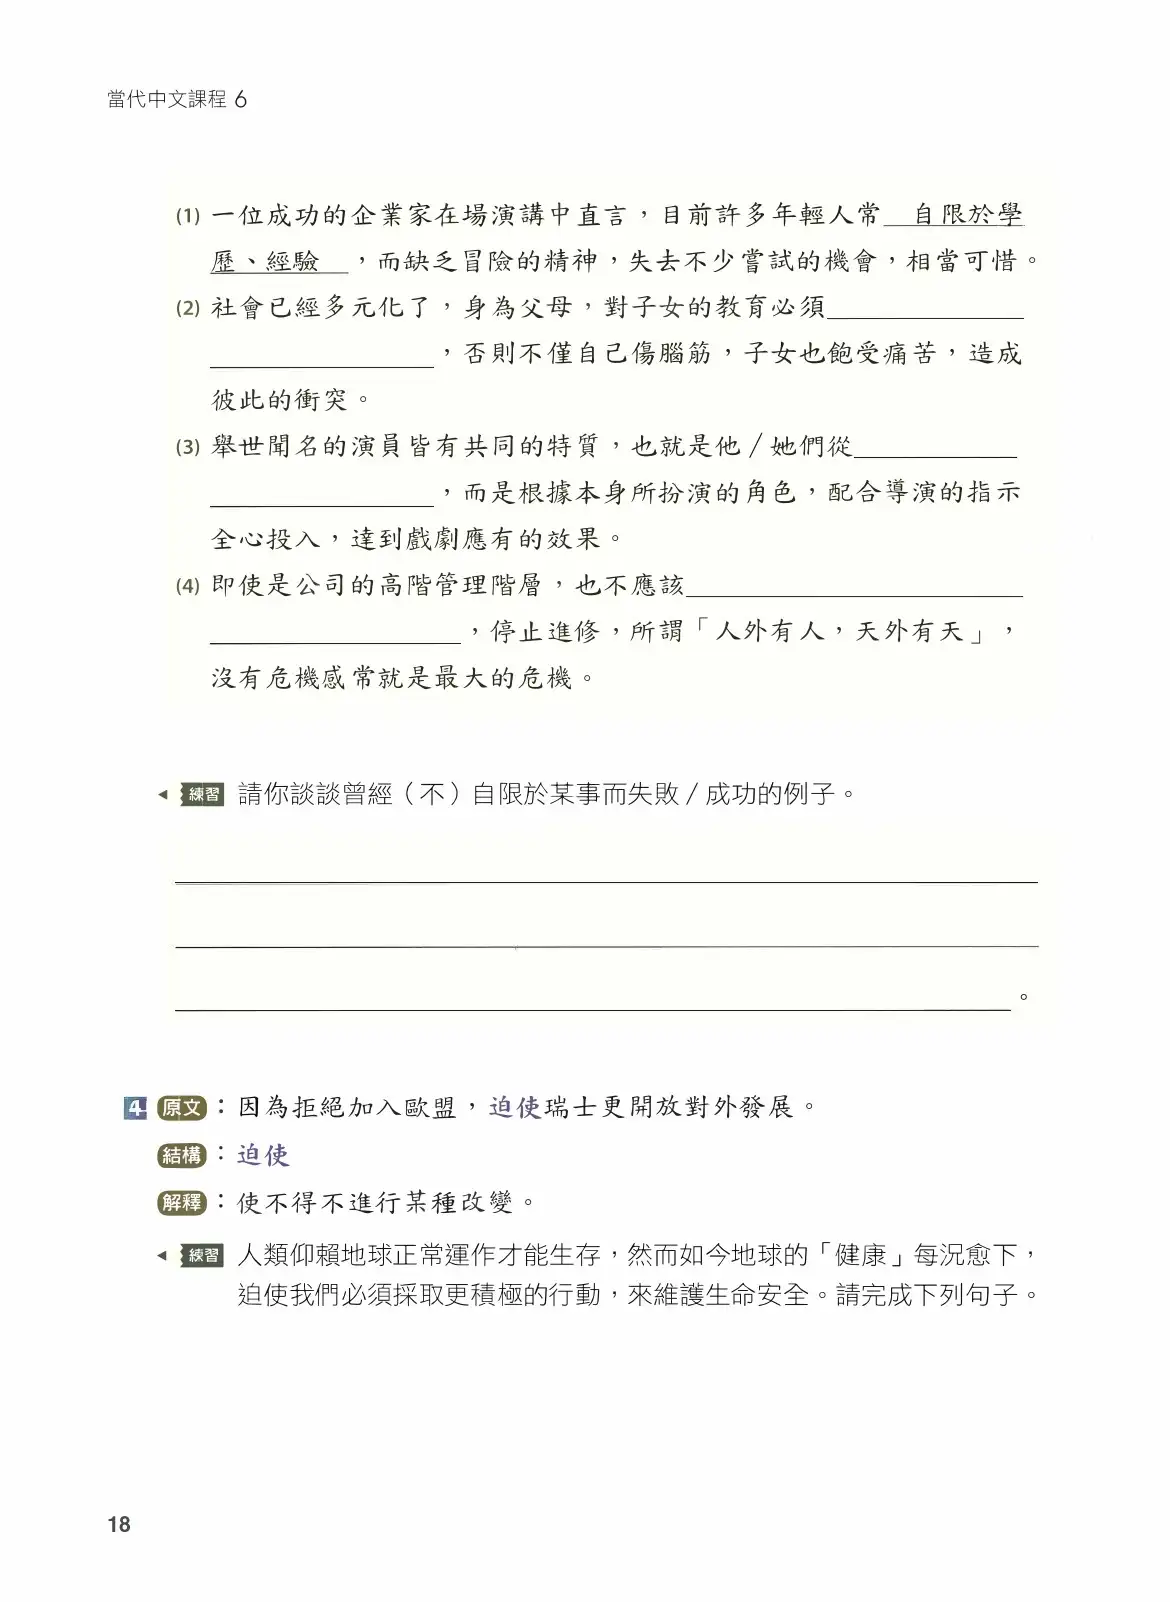 當代中文課程 6
(1) 一位成功的企業家在場演講中直言，目前許多年輕人常 自限於學
歷、經驗 ，而缺乏冒險的精神，失去不少嘗試的機會，相當可惜。
(2) 社會已經多元化了，身為父母，對子女的教育必須
，否則不僅自己傷腦筋，子女也飽受痛苦，造成
彼此的衝突。
(3) 舉世聞名的演員皆有共同的特質，也就是他／她們從
，而是根據本身所扮演的角色，配合導演的指示
全心投入，達到戲劇應有的效果。
(4) 即使是公司的高階管理階層，也不應該
，停止進修，所謂「人外有人，天外有天」，
沒有危機感常就是最大的危機。
練習 請你談談曾經（不）自限於某事而失敗／成功的例子。
。
4 原文：因為拒絕加入歐盟，迫使瑞士更開放對外發展。
結構：迫使
解釋：使不得不進行某種改變。
練習 人類仰賴地球正常運作才能生存，然而如今地球的「健康」每況愈下，
迫使我們必須採取更積極的行動，來維護生命安全。請完成下列句子。
18